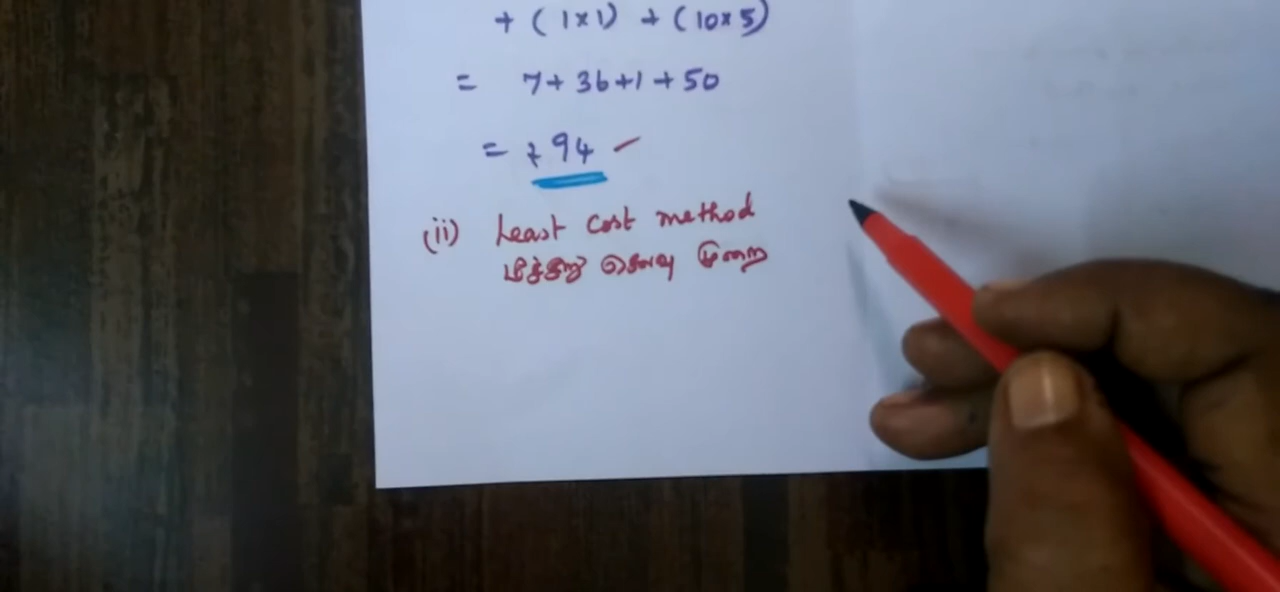 + (1×1) + (10×5)
= 7+36+1+50
= ₹94
(ii) Least cost method
மீச்சிறு செலவு முறை